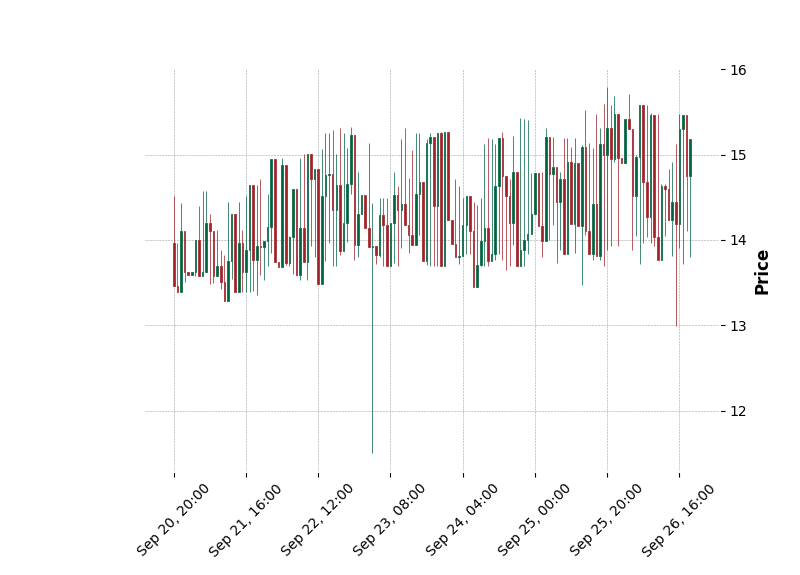 16
15
14
13
12
Price
Sep 20, 20:00
Sep 21, 16:00
Sep 22, 12:00
Sep 23, 08:00
Sep 24, 04:00
Sep 25, 00:00
Sep 25, 20:00
Sep 26, 16:00